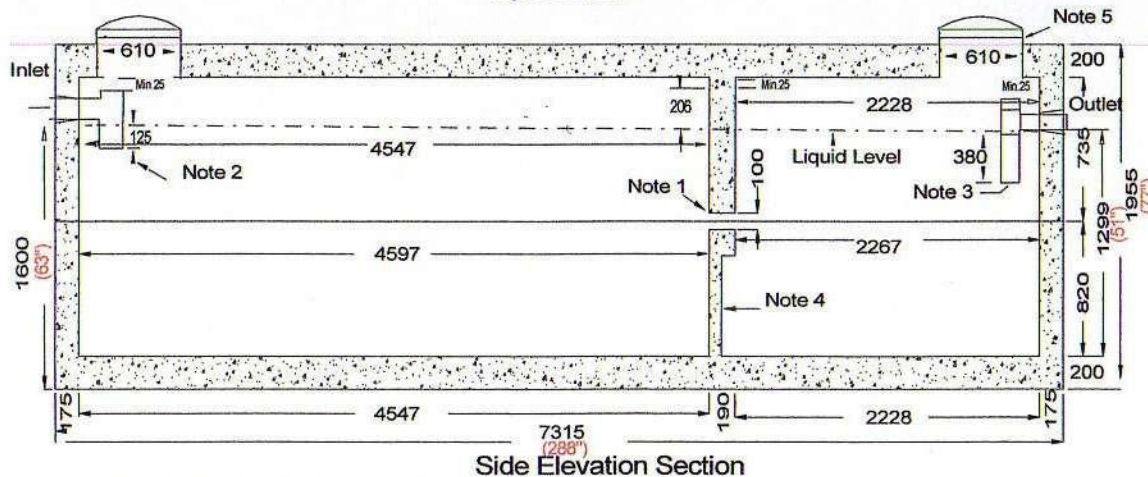 Note 5
610
610
200
Inlet
Min.25
Min.25
Min.25
206
2228
Outlet
125
4547
Liquid Level
380
735
Note 2
100
Note 1
Note 3
1955
(77")
1299
(51")
1600
(63")
4597
2267
Note 4
820
200
175
4547
190
2228
175
7315
(288")
Side Elevation Section